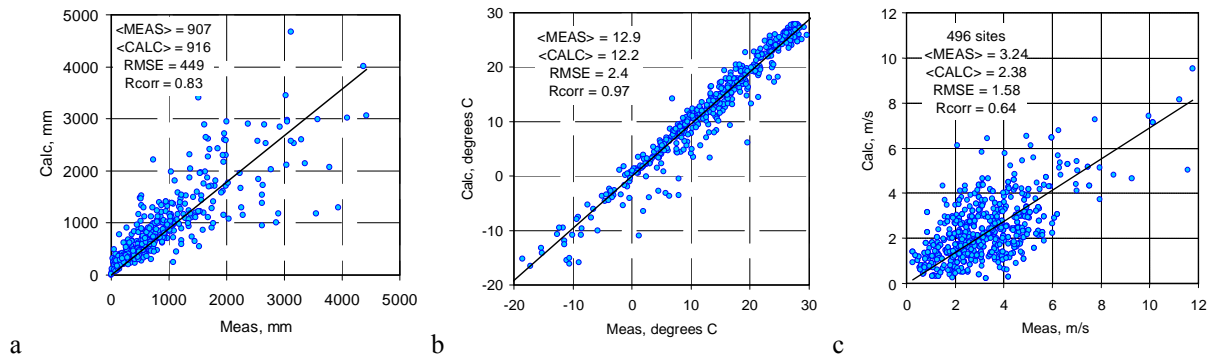 <MEAS> = 907
<CALC> = 916
RMSE = 449
Rcorr = 0.83
5000
4000
3000
2000
1000
0
Calc, mm
0 1000 2000 3000 4000 5000
Meas, mm
a
<MEAS> = 12.9
<CALC> = 12.2
RMSE = 2.4
Rcorr = 0.97
30
20
10
0
-10
-20
Calc, degrees C
-20 -10 0 10 20 30
Meas, degrees C
b
496 sites
<MEAS> = 3.24
<CALC> = 2.38
RMSE = 1.58
Rcorr = 0.64
12
10
8
6
4
2
0
Calc, m/s
0 2 4 6 8 10 12
Meas, m/s
c